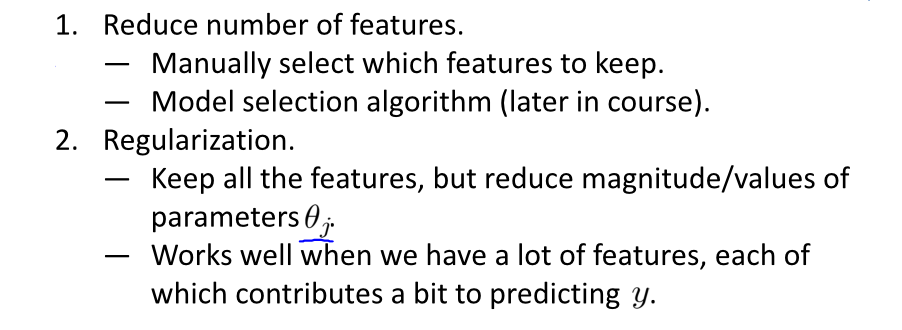 1. Reduce number of features.
— Manually select which features to keep.
— Model selection algorithm (later in course).
2. Regularization.
— Keep all the features, but reduce magnitude/values of
parameters θj.
— Works well when we have a lot of features, each of
which contributes a bit to predicting y.